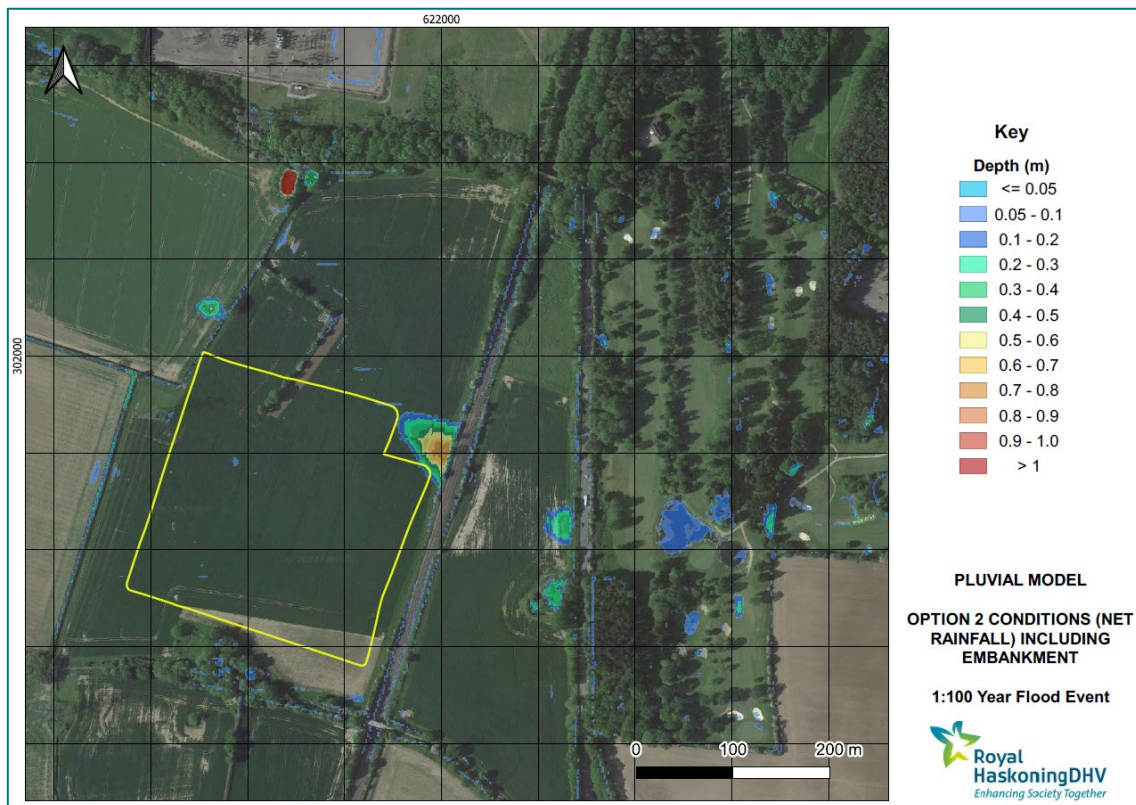 622000
302000
Key
Depth (m)
<= 0.05
0.05 - 0.1
0.1 - 0.2
0.2 - 0.3
0.3 - 0.4
0.4 - 0.5
0.5 - 0.6
0.6 - 0.7
0.7 - 0.8
0.8 - 0.9
0.9 - 1.0
> 1
PLUVIAL MODEL
OPTION 2 CONDITIONS (NET
RAINFALL) INCLUDING
EMBANKMENT
1:100 Year Flood Event
0 100 200 m
Royal
HaskoningDHV
Enhancing Society Together